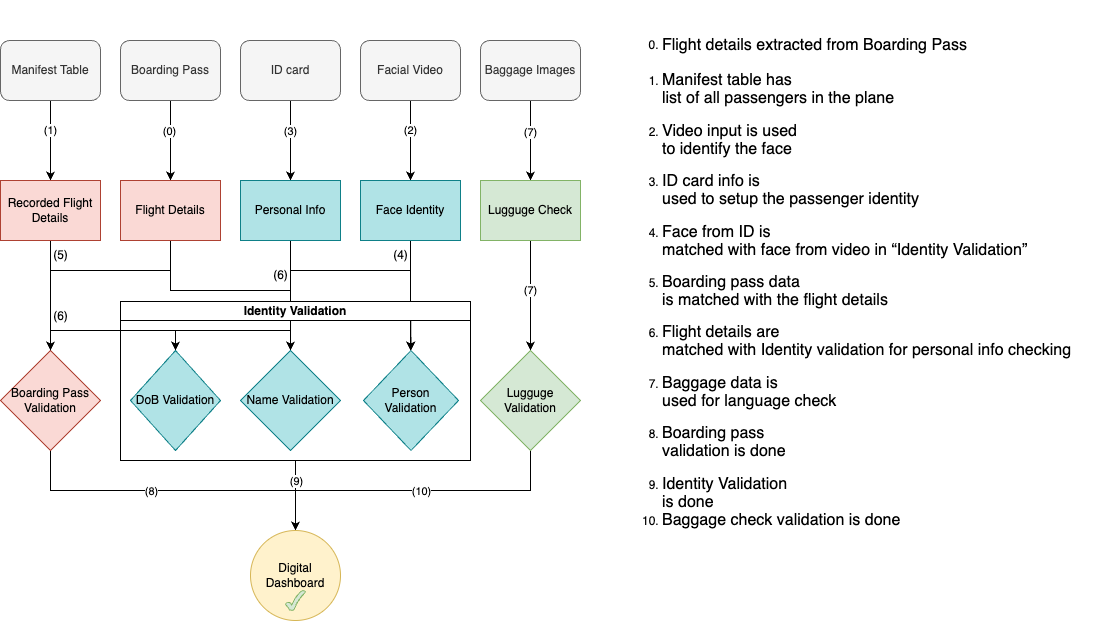 Manifest Table
Boarding Pass
ID card
Facial Video
Baggage Images
(1)
(0)
(3)
(2)
(7)
Recorded Flight
Details
Flight Details
Personal Info
Face Identity
Lugguge Check
(5)
(6)
(4)
(7)
(6)
Identity Validation
Boarding Pass
Validation
DoB Validation
Name Validation
Person
Validation
Lugguge
Validation
(8)
(9)
(10)
Digital
Dashboard
0. Flight details extracted from Boarding Pass
1. Manifest table has
list of all passengers in the plane
2. Video input is used
to identify the face
3. ID card info is
used to setup the passenger identity
4. Face from ID is
matched with face from video in “Identity Validation”
5. Boarding pass data
is matched with the flight details
6. Flight details are
matched with Identity validation for personal info checking
7. Baggage data is
used for language check
8. Boarding pass
validation is done
9. Identity Validation
is done
10. Baggage check validation is done